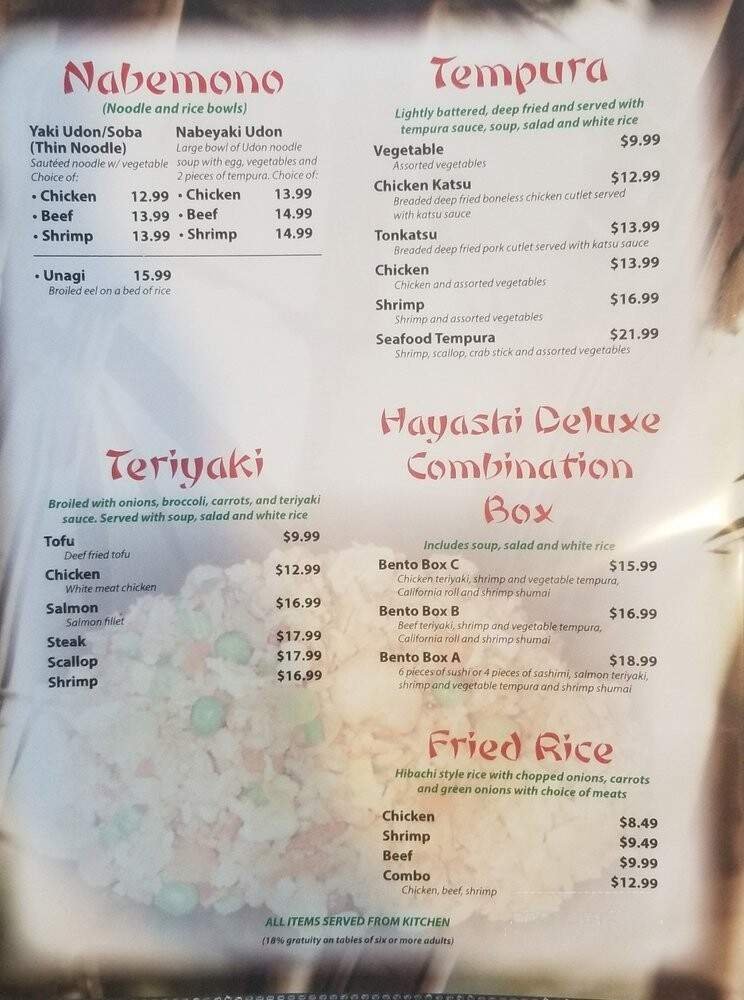 Nabemono
(Noodle and rice bowls)
Yaki Udon/Soba
(Thin Noodle)
Sautéed noodle w/ vegetable
Choice of:
• Chicken 12.99
• Beef 13.99
• Shrimp 13.99
Nabeyaki Udon
Large bowl of Udon noodle
soup with egg, vegetables and
2 pieces of tempura. Choice of:
• Chicken 13.99
• Beef 14.99
• Shrimp 14.99
• Unagi 15.99
Broiled eel on a bed of rice
Teriyaki
Broiled with onions, broccoli, carrots, and teriyaki
sauce. Served with soup, salad and white rice
Tofu $9.99
Deef fried tofu
Chicken $12.99
White meat chicken
Salmon $16.99
Salmon fillet
Steak $17.99
Scallop $17.99
Shrimp $16.99
Tempura
Lightly battered, deep fried and served with
tempura sauce, soup, salad and white rice
Vegetable $9.99
Assorted vegetables
Chicken Katsu $12.99
Breaded deep fried boneless chicken cutlet served
with katsu sauce
Tonkatsu $13.99
Breaded deep fried pork cutlet served with katsu sauce
Chicken $13.99
Chicken and assorted vegetables
Shrimp $16.99
Shrimp and assorted vegetables
Seafood Tempura $21.99
Shrimp, scallop, crab stick and assorted vegetables
Hayashi Deluxe
Combination
Box
Includes soup, salad and white rice
Bento Box C $15.99
Chicken teriyaki, shrimp and vegetable tempura,
California roll and shrimp shumai
Bento Box B $16.99
Beef teriyaki, shrimp and vegetable tempura,
California roll and shrimp shumai
Bento Box A $18.99
6 pieces of sushi or 4 pieces of sashimi, salmon teriyaki,
shrimp and vegetable tempura and shrimp shumai
Fried Rice
Hibachi style rice with chopped onions, carrots
and green onions with choice of meats
Chicken $8.49
Shrimp $9.49
Beef $9.99
Combo $12.99
Chicken, beef, shrimp
ALL ITEMS SERVED FROM KITCHEN
(18% gratuity on tables of six or more adults)